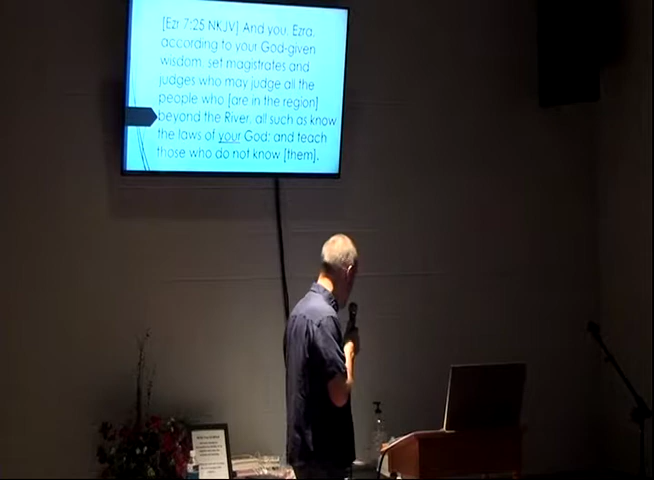 [Ezr 7:25 NKJV] And you, Ezra,
according to your God-given
wisdom, set magistrates and
judges who may judge all the
people who [are in the region]
beyond the River, all such as know
the laws of your God; and teach
those who do not know [them].